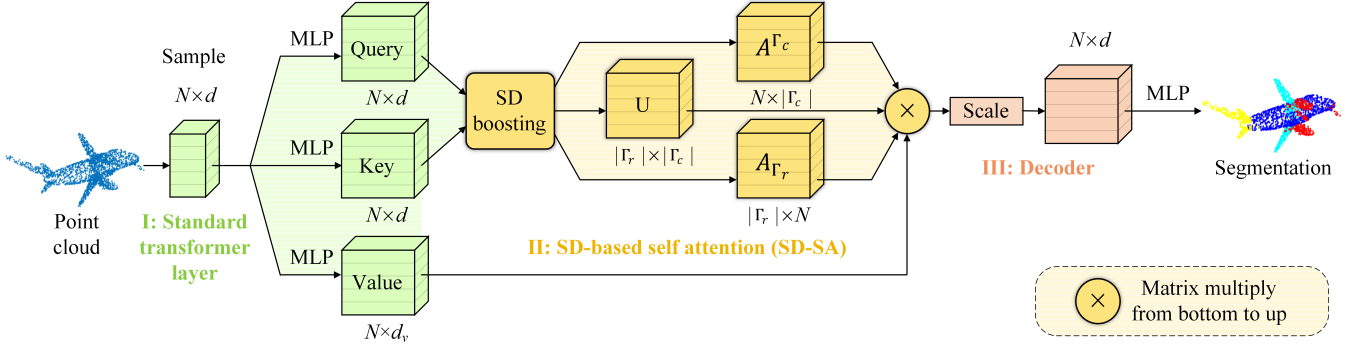 Point
cloud
Sample
N×d
I: Standard
transformer
layer
MLP
Query
N×d
MLP
Key
N×d
MLP
Value
N×d_v
SD
boosting
A^{Γ_c}
N×|Γ_c|
U
|Γ_r|×|Γ_c|
A_{Γ_r}
|Γ_r|×N
II: SD-based self attention (SD-SA)
×
Scale
N×d
III: Decoder
MLP
Segmentation
×
Matrix multiply
from bottom to up